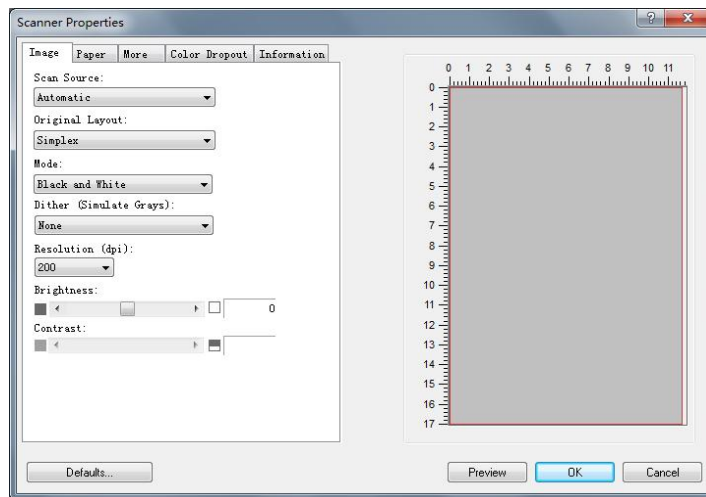 Scanner Properties
Image Paper More Color Dropout Information
Scan Source:
Automatic
Original Layout:
Simplex
Mode:
Black and White
Dither (Simulate Grays):
None
Resolution (dpi):
200
Brightness:
0
Contrast:
0 1 2 3 4 5 6 7 8 9 10 11
0
1
2
3
4
5
6
7
8
9
10
11
12
13
14
15
16
17
Defaults... Preview OK Cancel